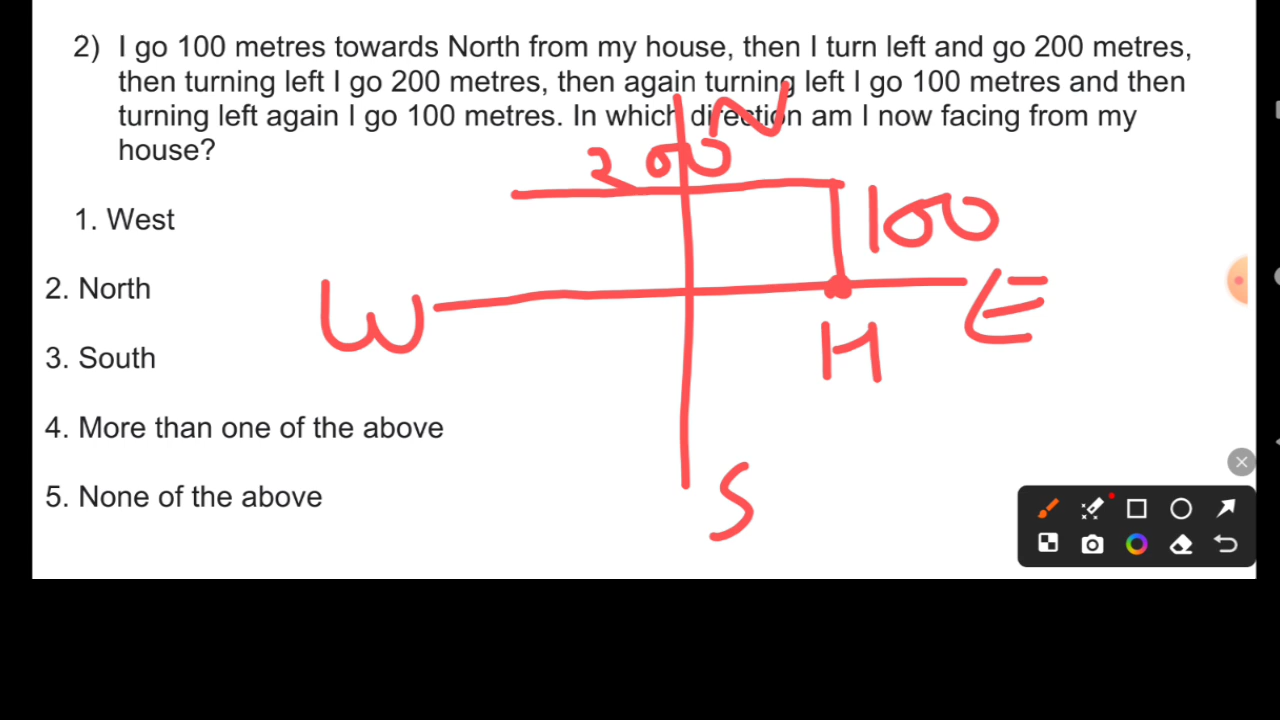 2) I go 100 metres towards North from my house, then I turn left and go 200 metres,
then turning left I go 200 metres, then again turning left I go 100 metres and then
turning left again I go 100 metres. In which direction am I now facing from my
house?
N
200
1. West
100
2. North
W
E
H
3. South
4. More than one of the above
S
5. None of the above